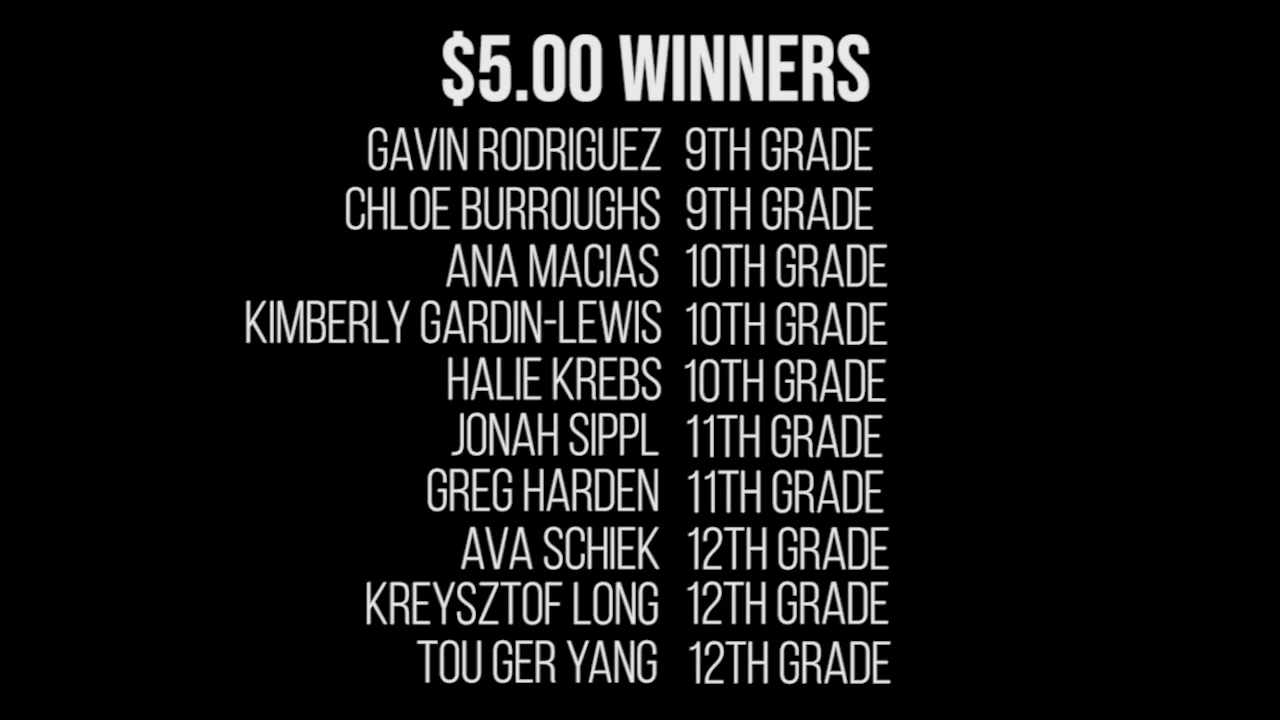 $5.00 WINNERS
GAVIN RODRIGUEZ 9TH GRADE
CHLOE BURROUGHS 9TH GRADE
ANA MACIAS 10TH GRADE
KIMBERLY GARDIN-LEWIS 10TH GRADE
HALIE KREBS 10TH GRADE
JONAH SIPPL 11TH GRADE
GREG HARDEN 11TH GRADE
AVA SCHIEK 12TH GRADE
KREYSZTOF LONG 12TH GRADE
TOU GER YANG 12TH GRADE